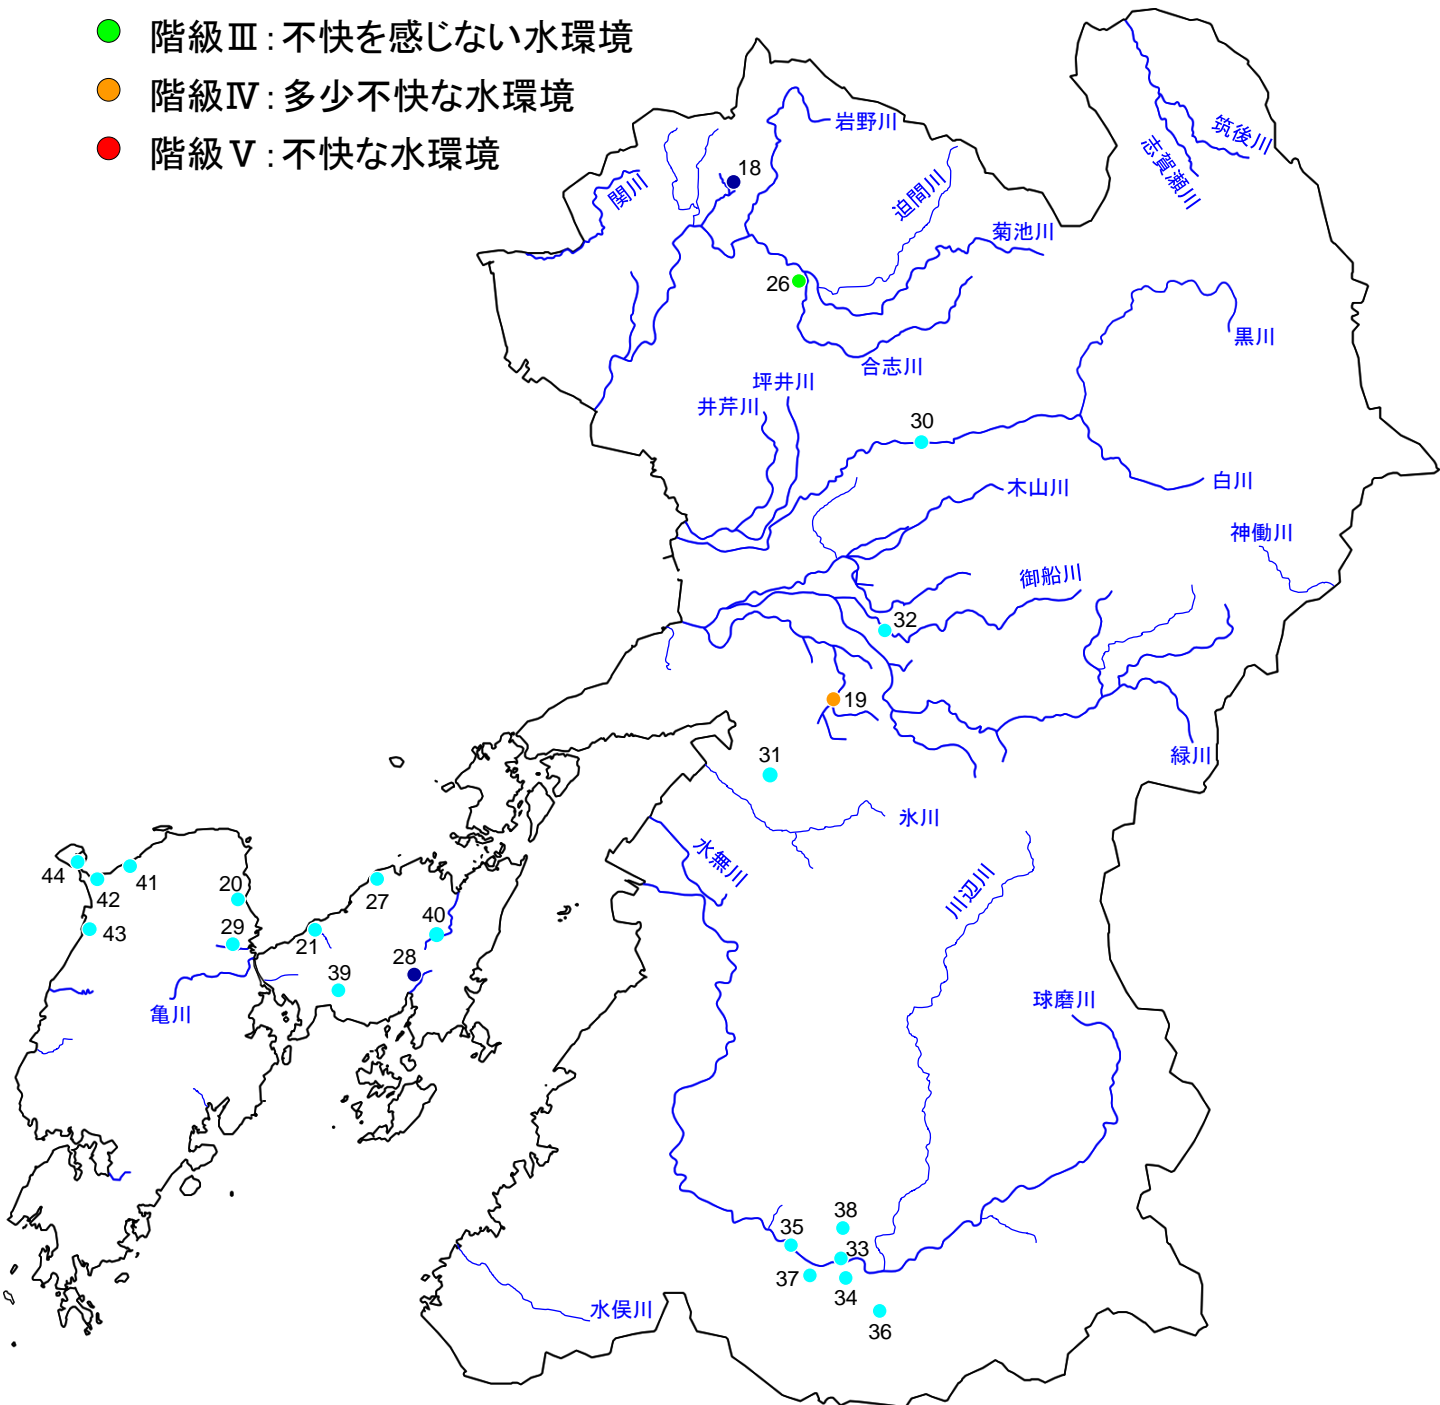 階級Ⅲ：不快を感じない水環境
階級Ⅳ：多少不快な水環境
階級Ⅴ：不快な水環境
岩野川
筑後川
志賀瀬川
18
関川
迫間川
菊池川
26
黒川
合志川
坪井川
井芹川
30
白川
木山川
神働川
御船川
32
19
緑川
31
氷川
水無川
川辺川
44
42
41
20
27
43
29
21
40
28
39
亀川
球磨川
38
35
33
37
34
36
水俣川